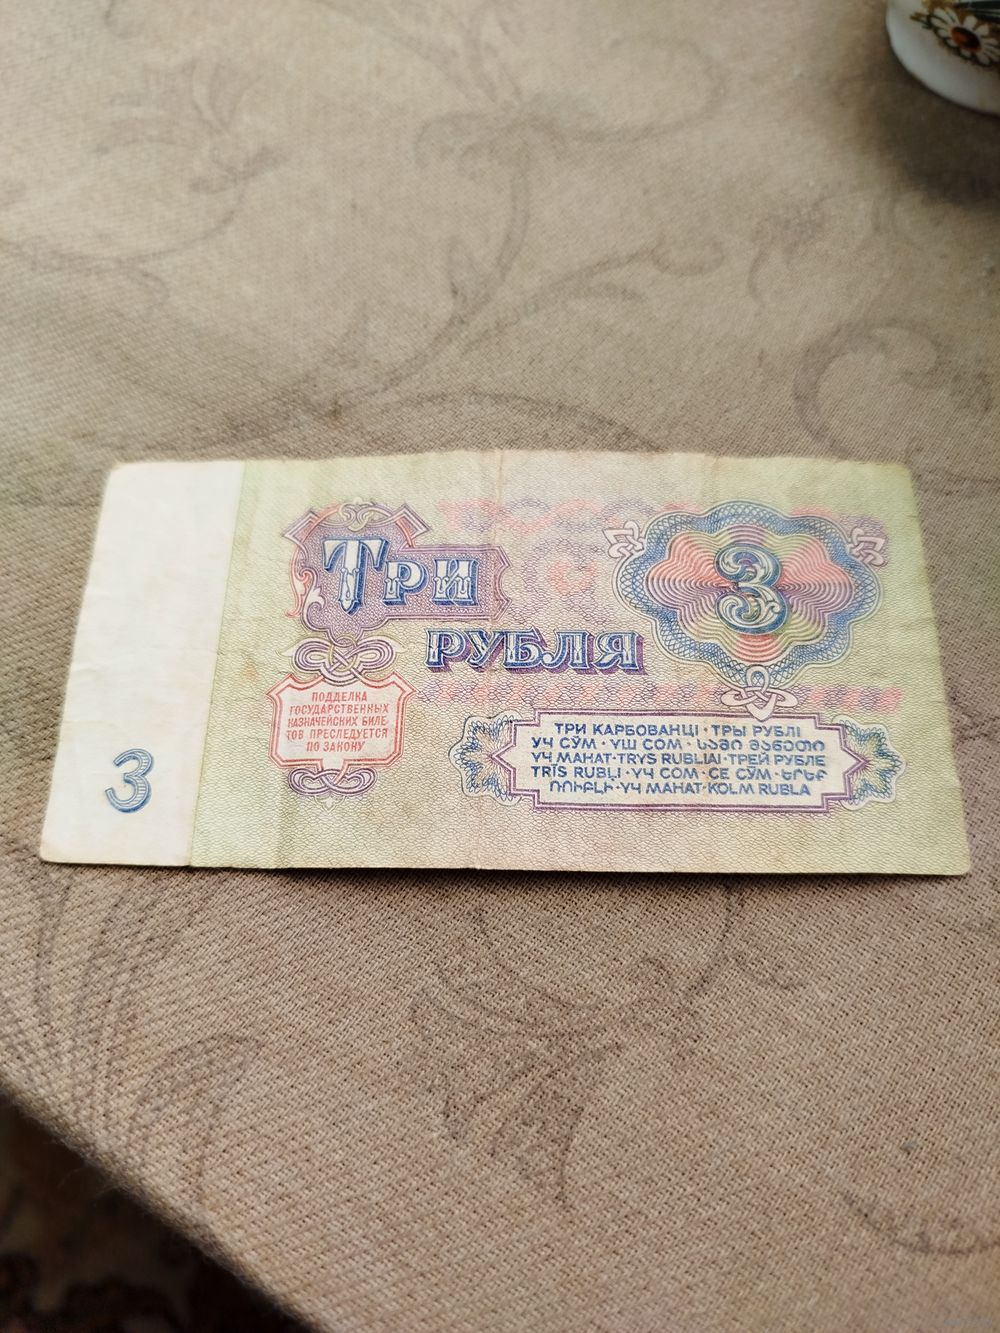 ТРИ
РУБЛЯ
3
ПОДДЕЛКА
ГОСУДАРСТВЕННЫХ
КАЗНАЧЕЙСКИХ БИЛЕ
ТОВ ПРЕСЛЕДУЕТСЯ
ПО ЗАКОНУ
ТРИ КАРБОВАНЦІ · ТРЫ РУБЛІ
УЧ СЎМ · ҮШ СОМ · ᲡᲐᲛᲘ ᲛᲐᲜᲔᲗᲘ
ҮЧ МАНАТ · TRYS RUBLIAI · ТРЕЙ РУБЛЕ
TRĪS RUBĻI · ҮЧ СОМ · СЕ СӮМ · ԵՐԵՔ
ՌՈՒԲԼԻ · ҮЧ МАНАТ · KOLM RUBLA
3